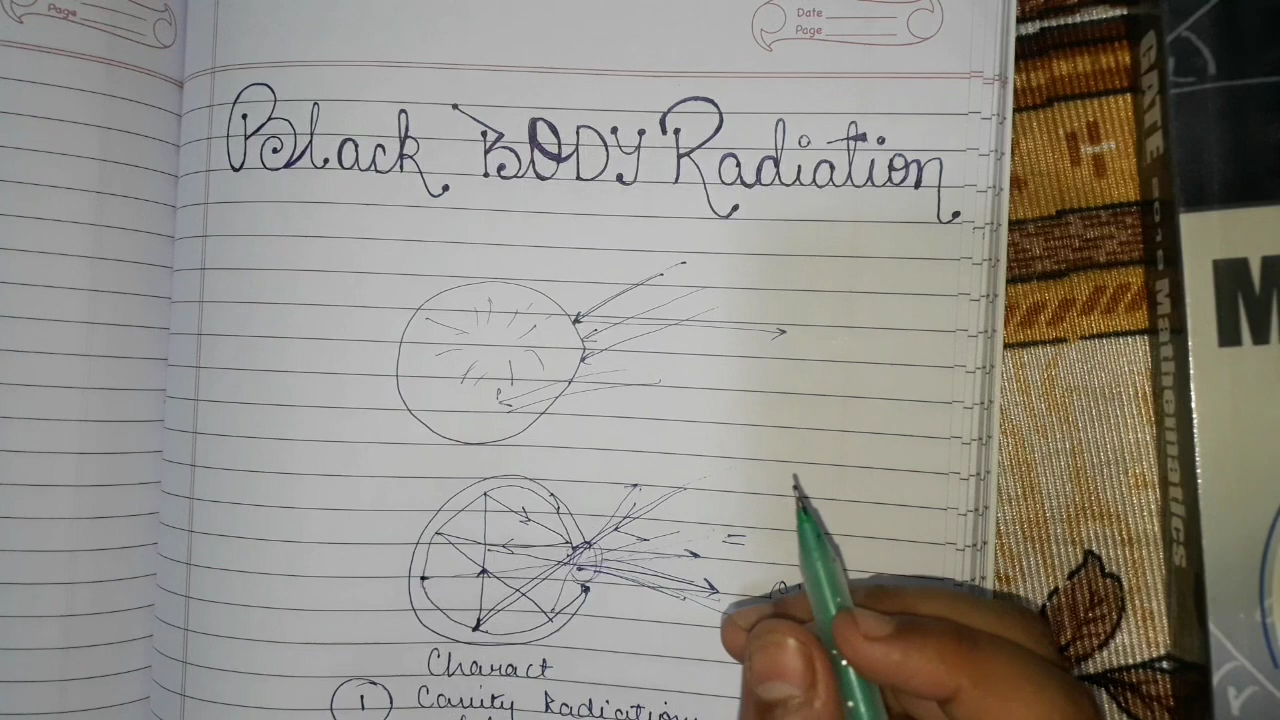 Page
Date
Page
Black BODY Radiation
=
Charact
1 Cavity Radiation
GATE
Mathematics
M